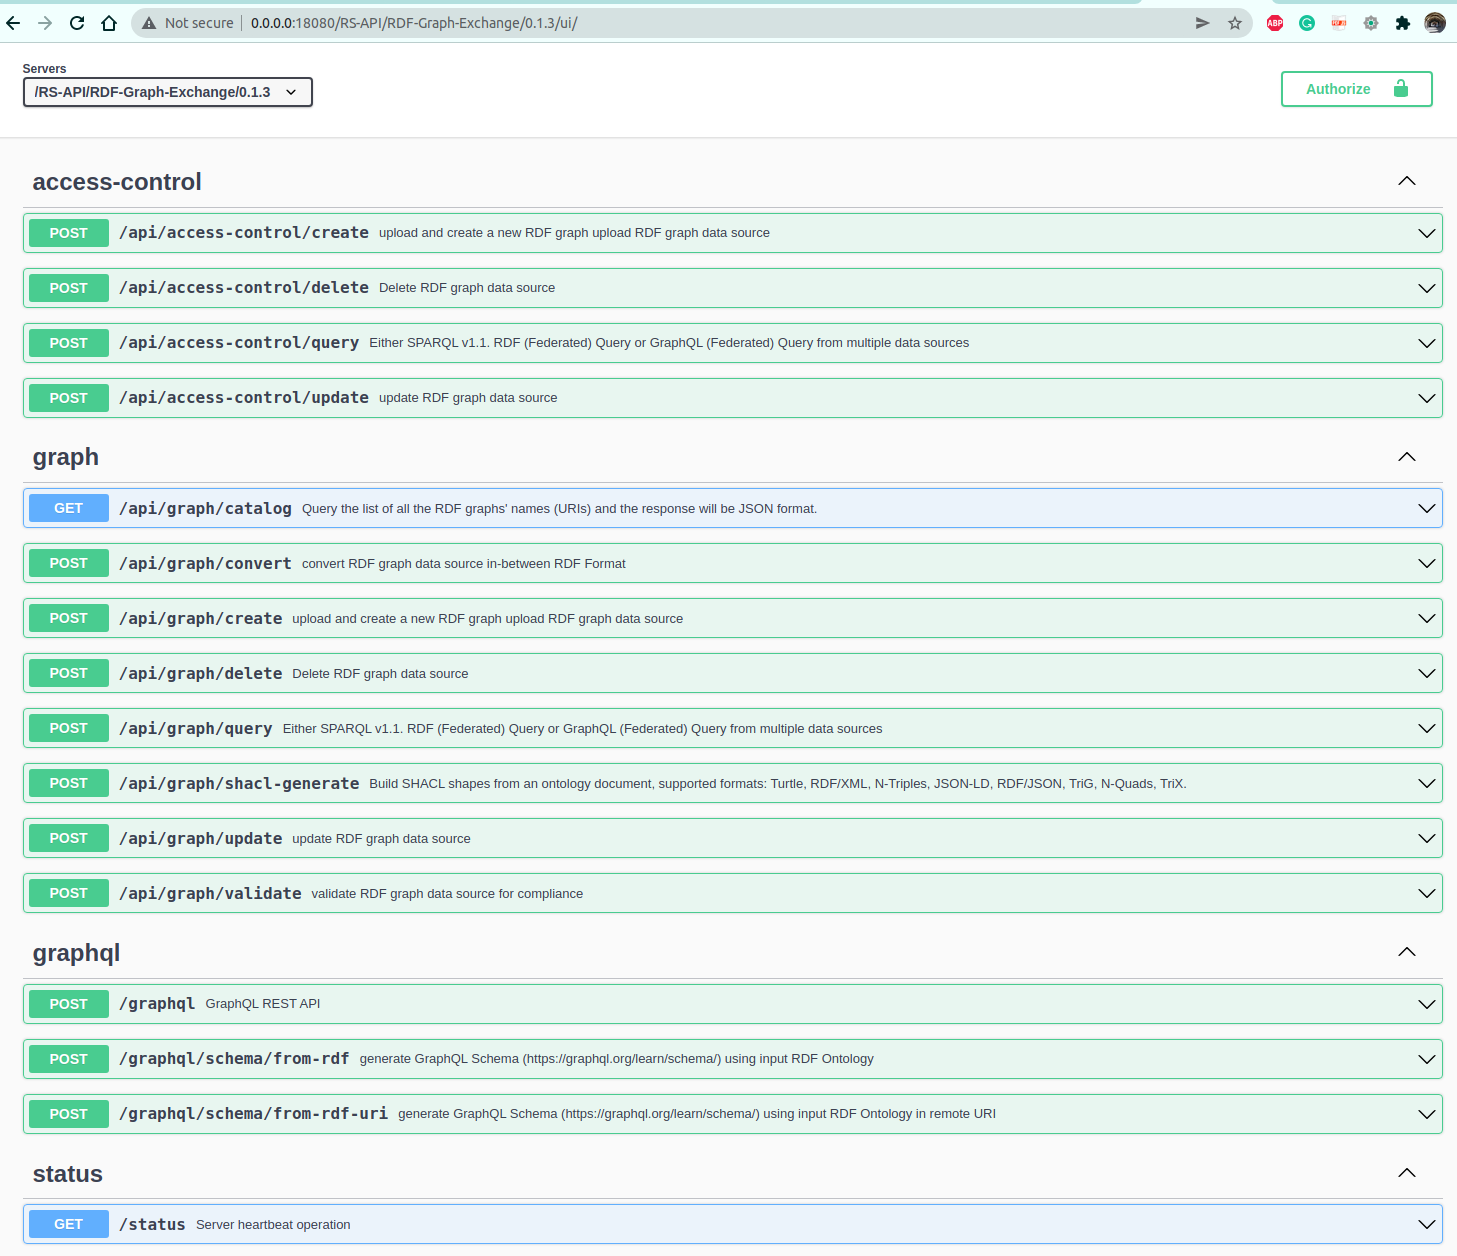 Not secure | 0.0.0.0:18080/RS-API/RDF-Graph-Exchange/0.1.3/ui/
ABP
Servers
/RS-API/RDF-Graph-Exchange/0.1.3
Authorize
access-control
POST /api/access-control/create upload and create a new RDF graph upload RDF graph data source
POST /api/access-control/delete Delete RDF graph data source
POST /api/access-control/query Either SPARQL v1.1. RDF (Federated) Query or GraphQL (Federated) Query from multiple data sources
POST /api/access-control/update update RDF graph data source
graph
GET /api/graph/catalog Query the list of all the RDF graphs' names (URIs) and the response will be JSON format.
POST /api/graph/convert convert RDF graph data source in-between RDF Format
POST /api/graph/create upload and create a new RDF graph upload RDF graph data source
POST /api/graph/delete Delete RDF graph data source
POST /api/graph/query Either SPARQL v1.1. RDF (Federated) Query or GraphQL (Federated) Query from multiple data sources
POST /api/graph/shacl-generate Build SHACL shapes from an ontology document, supported formats: Turtle, RDF/XML, N-Triples, JSON-LD, RDF/JSON, TriG, N-Quads, TriX.
POST /api/graph/update update RDF graph data source
POST /api/graph/validate validate RDF graph data source for compliance
graphql
POST /graphql GraphQL REST API
POST /graphql/schema/from-rdf generate GraphQL Schema (https://graphql.org/learn/schema/) using input RDF Ontology
POST /graphql/schema/from-rdf-uri generate GraphQL Schema (https://graphql.org/learn/schema/) using input RDF Ontology in remote URI
status
GET /status Server heartbeat operation